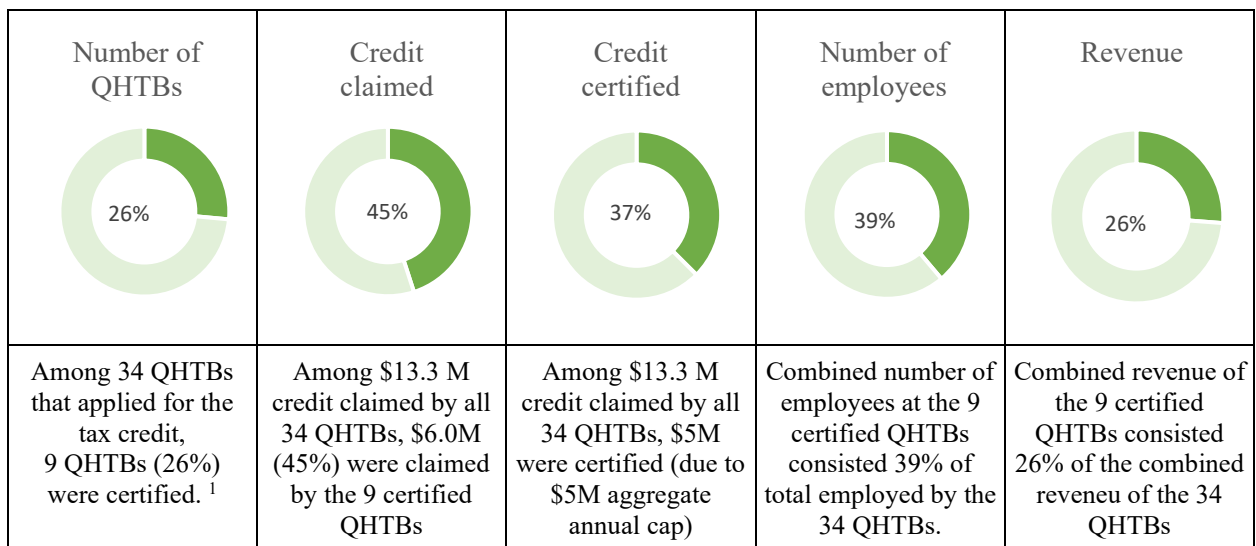 Number of
QHTBs
26%
Among 34 QHTBs
that applied for the
tax credit,
9 QHTBs (26%)
were certified. 1
Credit
claimed
45%
Among $13.3 M
credit claimed by all
34 QHTBs, $6.0M
(45%) were claimed
by the 9 certified
QHTBs
Credit
certified
37%
Among $13.3 M
credit claimed by all
34 QHTBs, $5M
were certified (due to
$5M aggregate
annual cap)
Number of
employees
39%
Combined number of
employees at the 9
certified QHTBs
consisted 39% of
total employed by the
34 QHTBs.
Revenue
26%
Combined revenue of
the 9 certified
QHTBs consisted
26% of the combined
reveneu of the 34
QHTBs